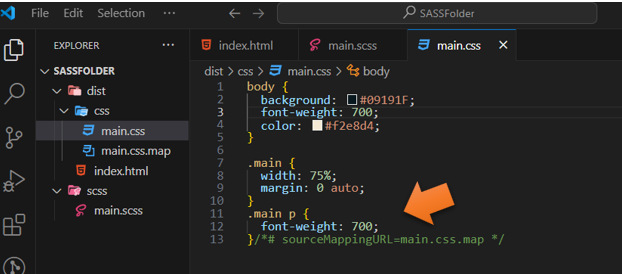 File Edit Selection ··· SASSFolder
EXPLORER ···
index.html main.scss main.css
SASSFOLDER
dist
css
main.css
main.css.map
index.html
scss
main.scss
dist > css > main.css > body
1 body {
2 background: #09191F;
3 font-weight: 700;
4 color: #f2e8d4;
5 }
6
7 .main {
8 width: 75%;
9 margin: 0 auto;
10 }
11 .main p {
12 font-weight: 700;
13 }/*# sourceMappingURL=main.css.map */